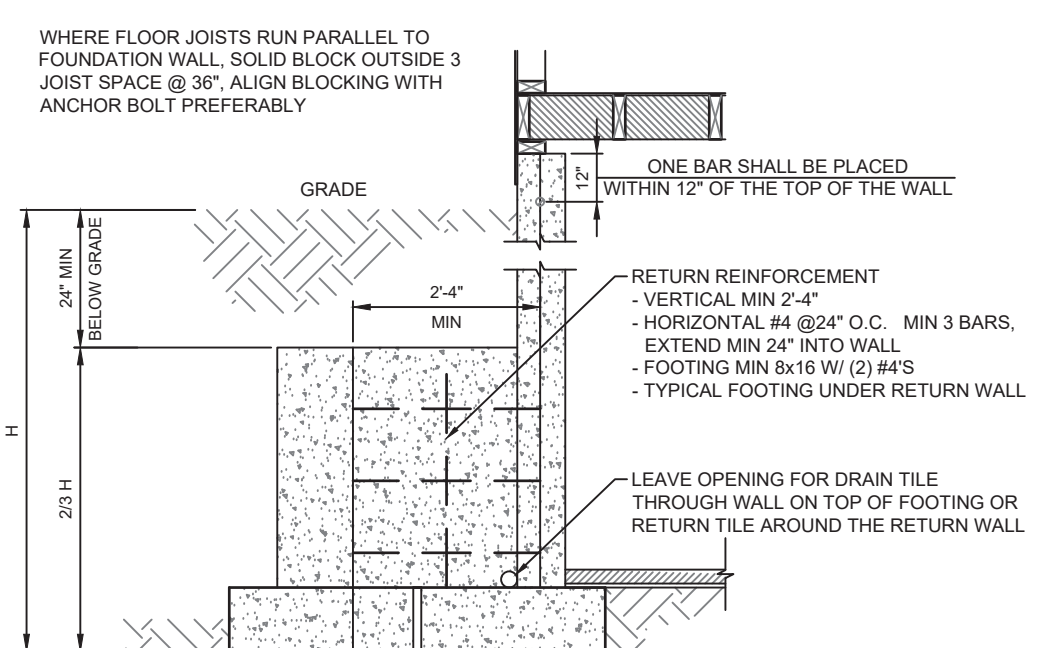 WHERE FLOOR JOISTS RUN PARALLEL TO
FOUNDATION WALL, SOLID BLOCK OUTSIDE 3
JOIST SPACE @ 36", ALIGN BLOCKING WITH
ANCHOR BOLT PREFERABLY
12"
ONE BAR SHALL BE PLACED
WITHIN 12" OF THE TOP OF THE WALL
GRADE
24" MIN
BELOW GRADE
2'-4"
MIN
RETURN REINFORCEMENT
- VERTICAL MIN 2'-4"
- HORIZONTAL #4 @24" O.C. MIN 3 BARS,
EXTEND MIN 24" INTO WALL
- FOOTING MIN 8x16 W/ (2) #4'S
- TYPICAL FOOTING UNDER RETURN WALL
H
2/3 H
LEAVE OPENING FOR DRAIN TILE
THROUGH WALL ON TOP OF FOOTING OR
RETURN TILE AROUND THE RETURN WALL